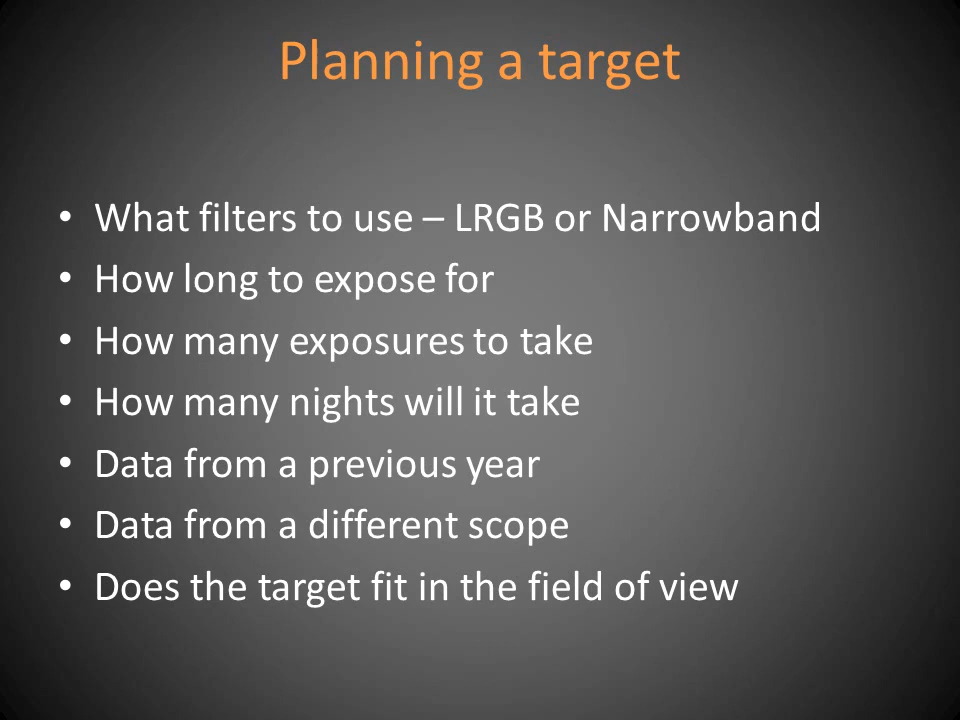 Planning a target
• What filters to use – LRGB or Narrowband
• How long to expose for
• How many exposures to take
• How many nights will it take
• Data from a previous year
• Data from a different scope
• Does the target fit in the field of view